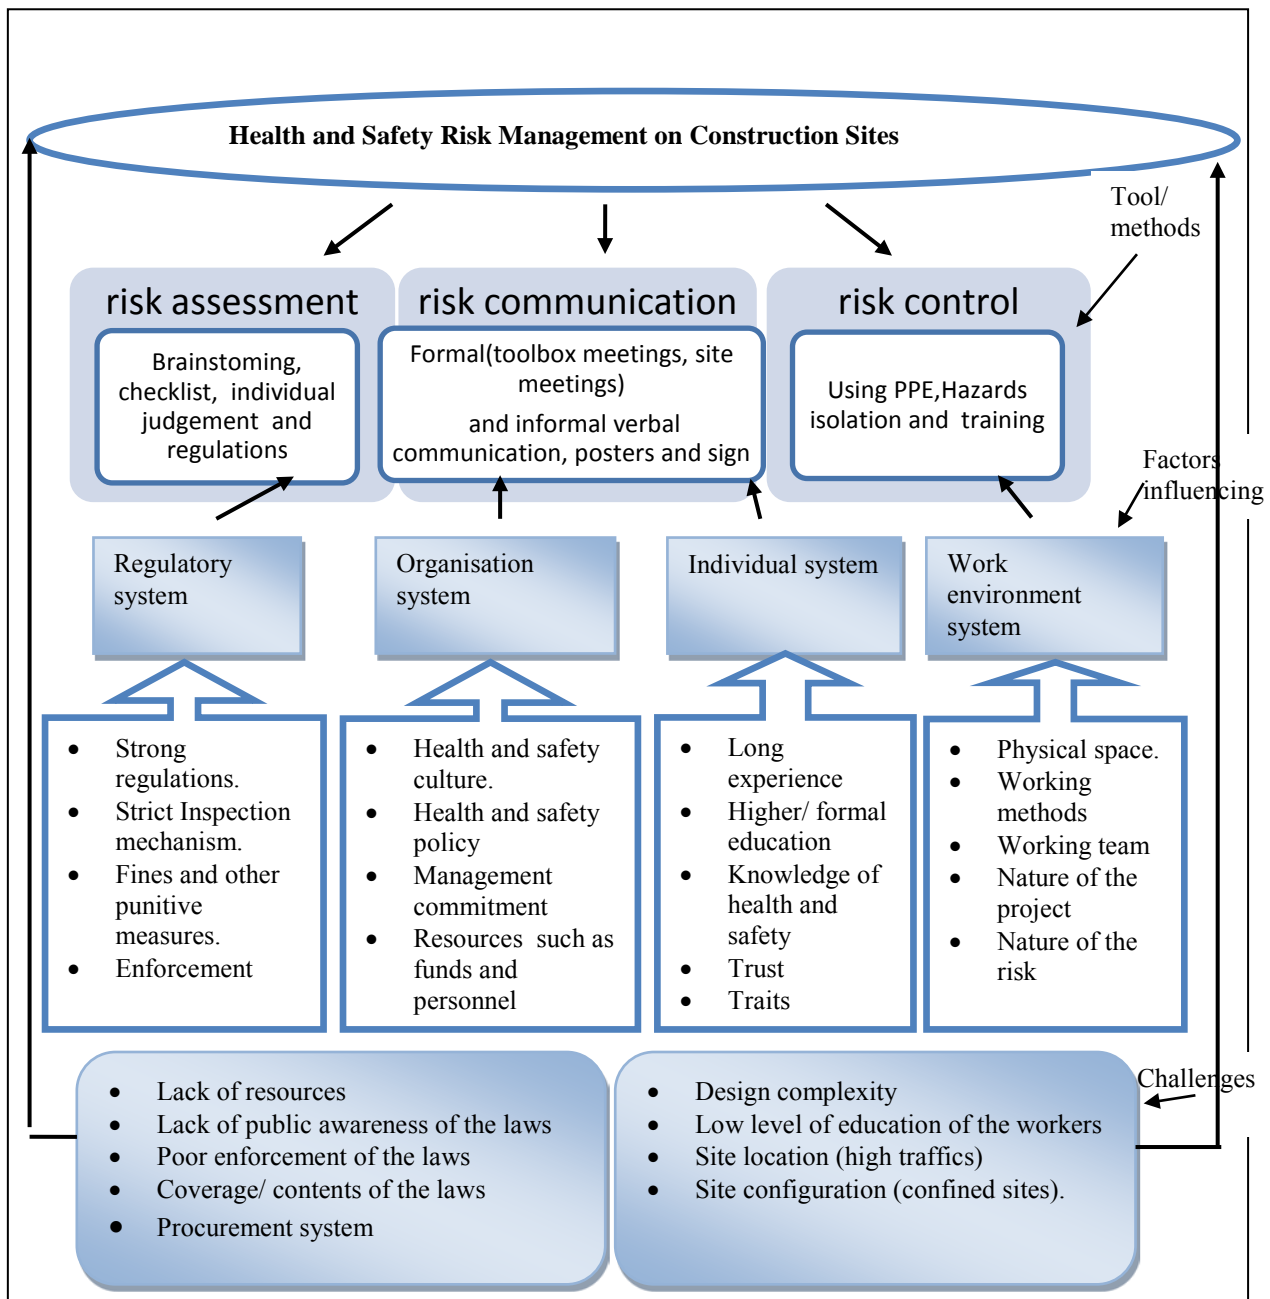 Health and Safety Risk Management on Construction Sites
Tool/
methods
risk assessment
Brainstoming,
checklist, individual
judgement and
regulations
risk communication
Formal(toolbox meetings, site
meetings)
and informal verbal
communication, posters and sign
risk control
Using PPE,Hazards
isolation and training
Factors
influencing
Regulatory
system
Organisation
system
Individual system
Work
environment
system
• Strong
regulations.
• Strict Inspection
mechanism.
• Fines and other
punitive
measures.
• Enforcement
• Health and safety
culture.
• Health and safety
policy
• Management
commitment
• Resources such as
funds and
personnel
• Long
experience
• Higher/ formal
education
• Knowledge of
health and
safety
• Trust
• Traits
• Physical space.
• Working
methods
• Working team
• Nature of the
project
• Nature of the
risk
Challenges
• Lack of resources
• Lack of public awareness of the laws
• Poor enforcement of the laws
• Coverage/ contents of the laws
• Procurement system
• Design complexity
• Low level of education of the workers
• Site location (high traffics)
• Site configuration (confined sites).